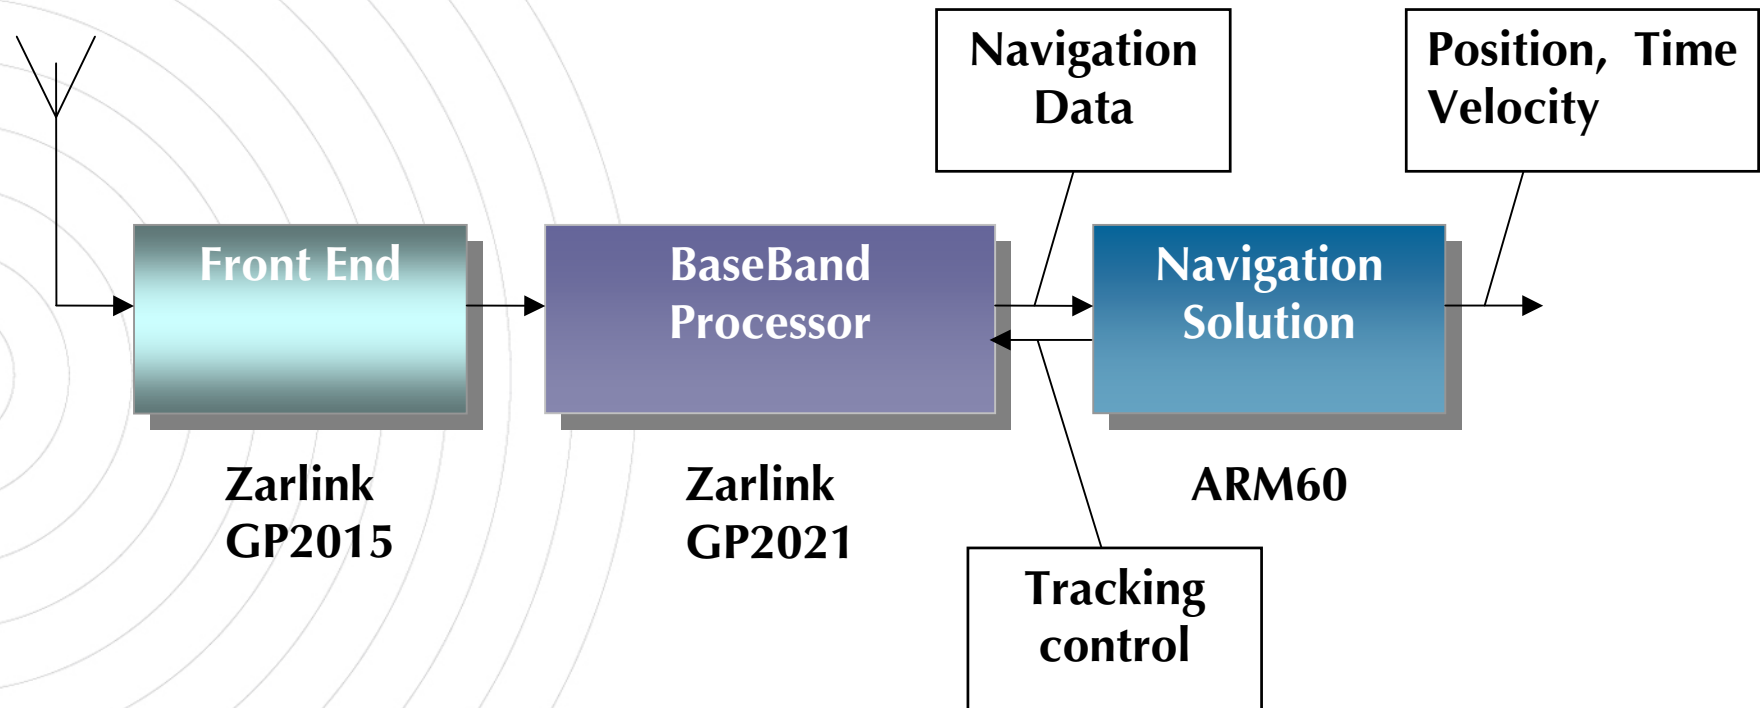 Navigation
Data
Position, Time
Velocity
Front End
BaseBand
Processor
Navigation
Solution
Zarlink
GP2015
Zarlink
GP2021
ARM60
Tracking
control